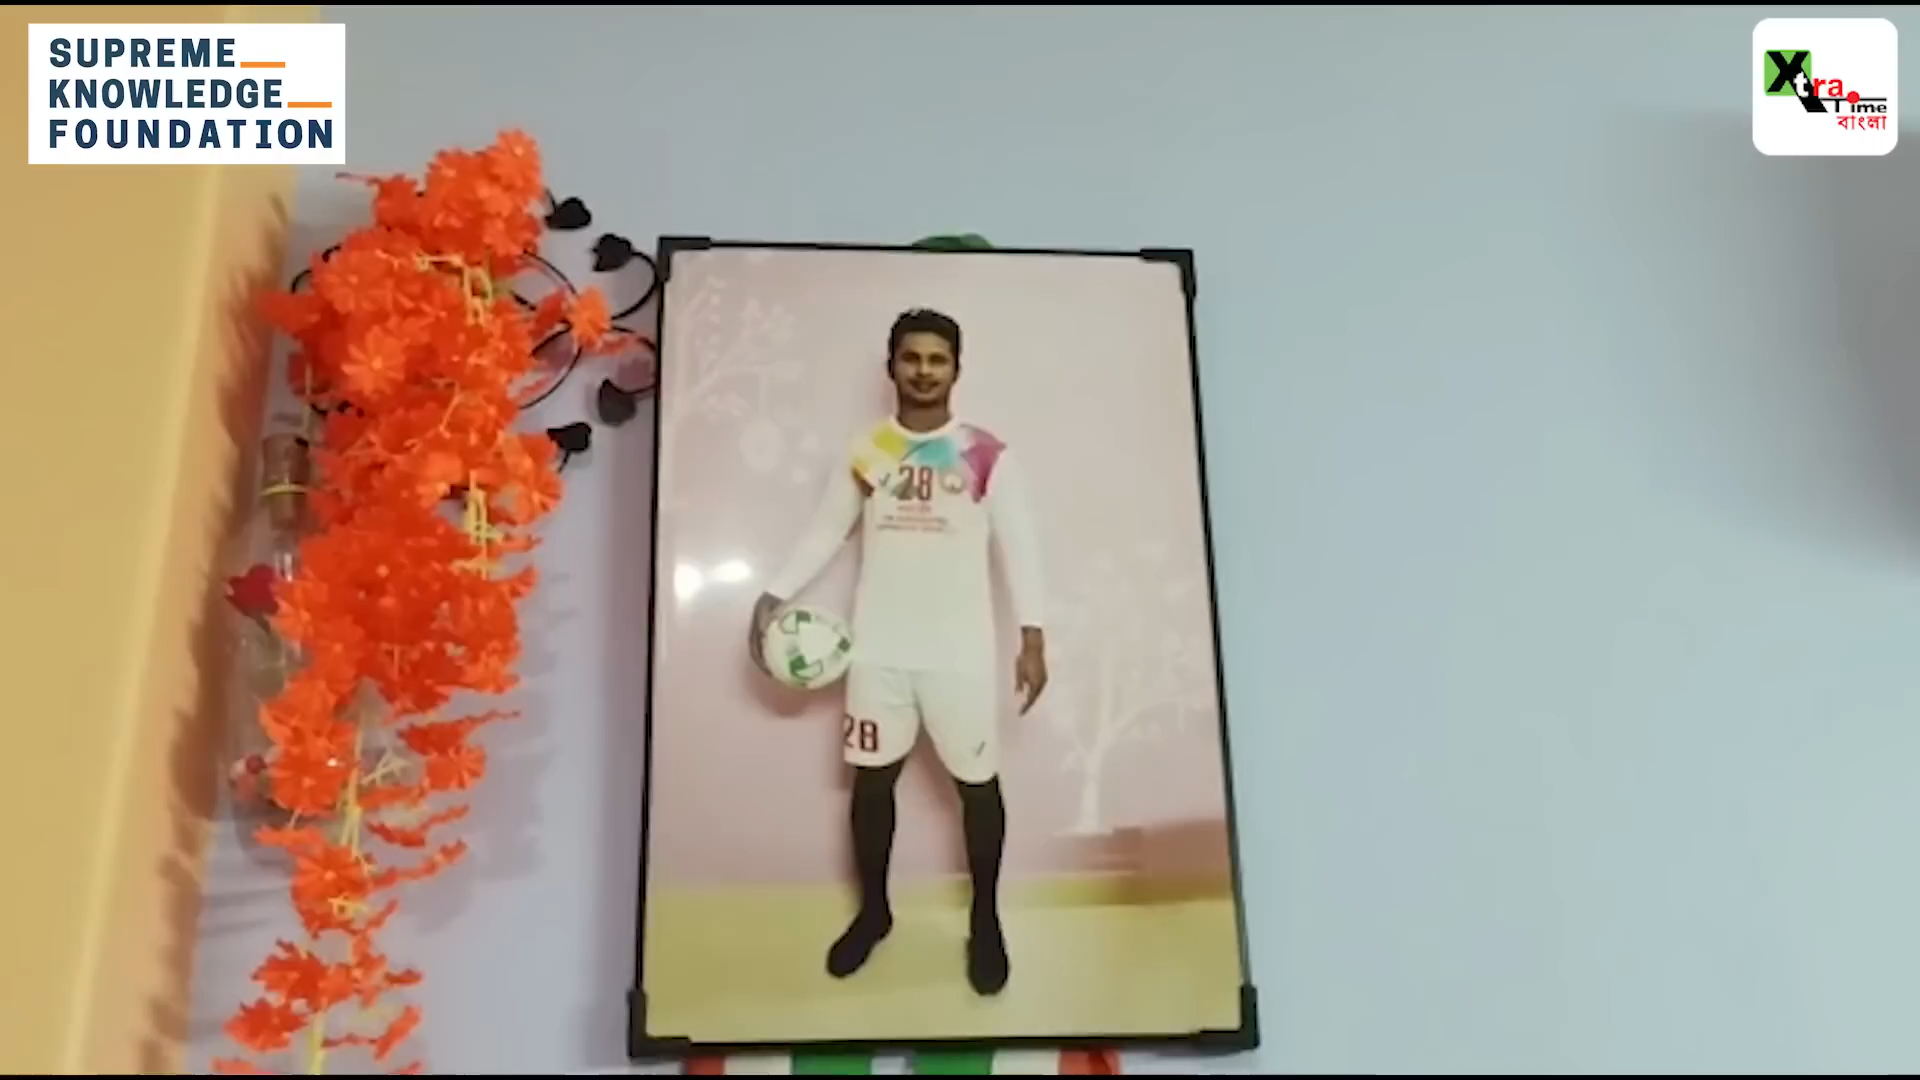 SUPREME
KNOWLEDGE
FOUNDATION
Xtra
Time
বাংলা
28
28